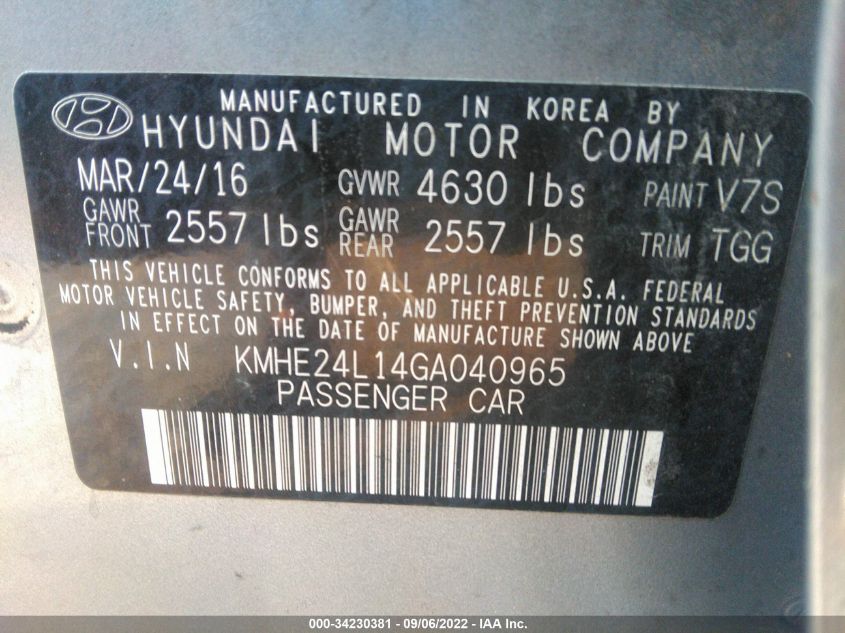 MANUFACTURED IN KOREA BY
HYUNDAI MOTOR COMPANY
MAR/24/16 GVWR 4630 lbs PAINT V7S
GAWR FRONT 2557 lbs GAWR REAR 2557 lbs TRIM TGG
THIS VEHICLE CONFORMS TO ALL APPLICABLE U.S.A. FEDERAL
MOTOR VEHICLE SAFETY, BUMPER, AND THEFT PREVENTION STANDARDS
IN EFFECT ON THE DATE OF MANUFACTURE SHOWN ABOVE
V.I.N KMHE24L14GA040965
PASSENGER CAR
000-34230381 - 09/06/2022 - IAA Inc.